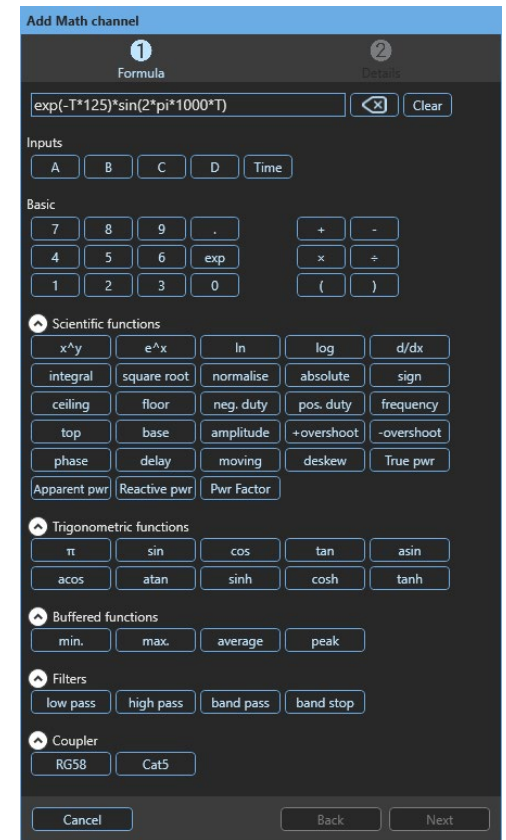 Add Math channel
1 2
Formula Details
exp(-T*125)*sin(2*pi*1000*T) Clear
Inputs
A B C D Time
Basic
7 8 9 . + -
4 5 6 exp × ÷
1 2 3 0 ( )
Scientific functions
x^y e^x ln log d/dx
integral square root normalise absolute sign
ceiling floor neg. duty pos. duty frequency
top base amplitude +overshoot -overshoot
phase delay moving deskew True pwr
Apparent pwr Reactive pwr Pwr Factor
Trigonometric functions
π sin cos tan asin
acos atan sinh cosh tanh
Buffered functions
min. max. average peak
Filters
low pass high pass band pass band stop
Coupler
RG58 Cat5
Cancel Back Next